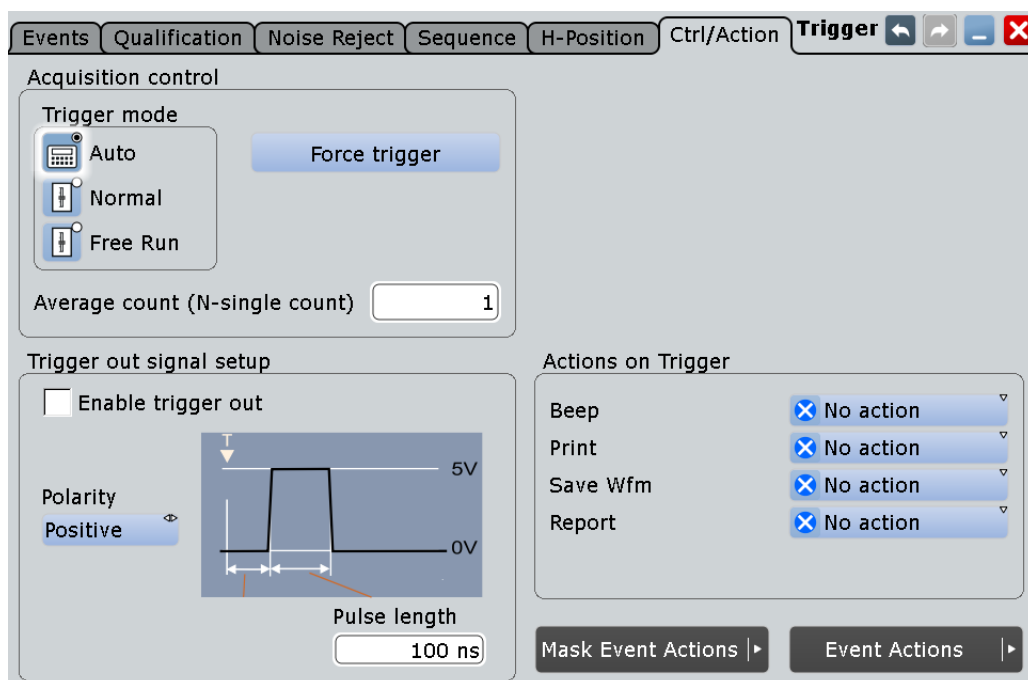 Events Qualification Noise Reject Sequence H-Position Ctrl/Action Trigger
Acquisition control
Trigger mode
Auto
Force trigger
Normal
Free Run
Average count (N-single count) 1
Trigger out signal setup
Enable trigger out
T
5V
Polarity
Positive
0V
Pulse length
100 ns
Actions on Trigger
Beep No action
Print No action
Save Wfm No action
Report No action
Mask Event Actions
Event Actions